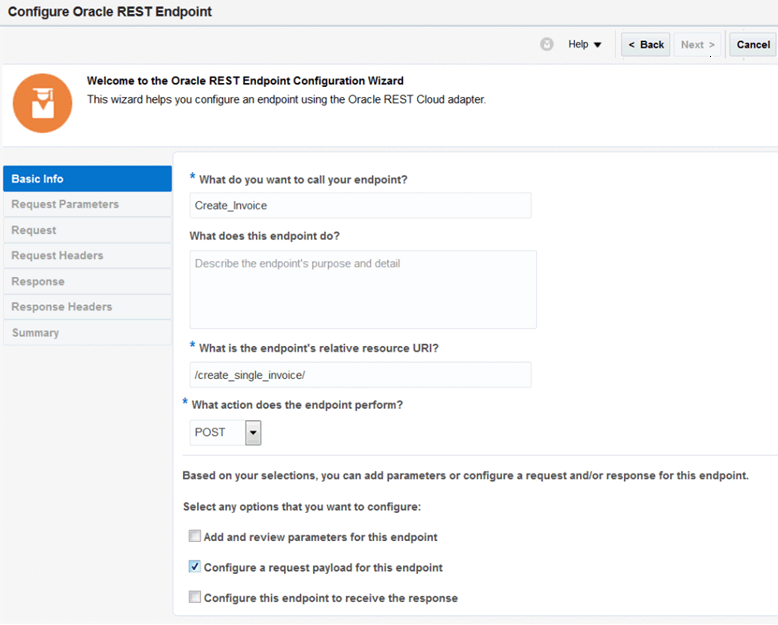 Configure Oracle REST Endpoint
Help
< Back
Next >
Cancel
Welcome to the Oracle REST Endpoint Configuration Wizard
This wizard helps you configure an endpoint using the Oracle REST Cloud adapter.
Basic Info
Request Parameters
Request
Request Headers
Response
Response Headers
Summary
* What do you want to call your endpoint?
Create_Invoice
What does this endpoint do?
Describe the endpoint's purpose and detail
* What is the endpoint's relative resource URI?
/create_single_invoice/
* What action does the endpoint perform?
POST
Based on your selections, you can add parameters or configure a request and/or response for this endpoint.
Select any options that you want to configure:
Add and review parameters for this endpoint
Configure a request payload for this endpoint
Configure this endpoint to receive the response